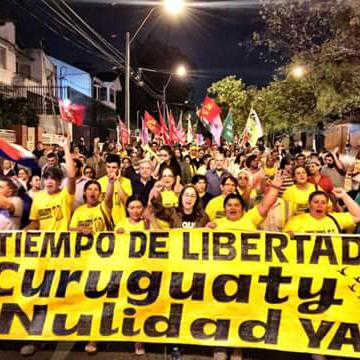 TIEMPO DE LIBERTAD
Curuguaty
Nulidad YA